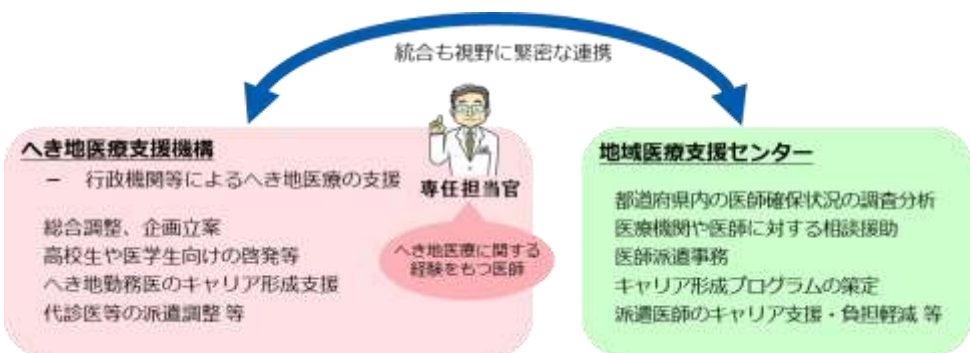 統合も視野に緊密な連携
へき地医療支援機構
－ 行政機関等によるへき地医療の支援
総合調整、企画立案
高校生や医学生向けの啓発等
へき地勤務医のキャリア形成支援
代診医等の派遣調整 等
専任担当官
へき地医療に関する
経験をもつ医師
地域医療支援センター
都道府県内の医師確保状況の調査分析
医療機関や医師に対する相談援助
医師派遣事務
キャリア形成プログラムの策定
派遣医師のキャリア支援・負担軽減 等